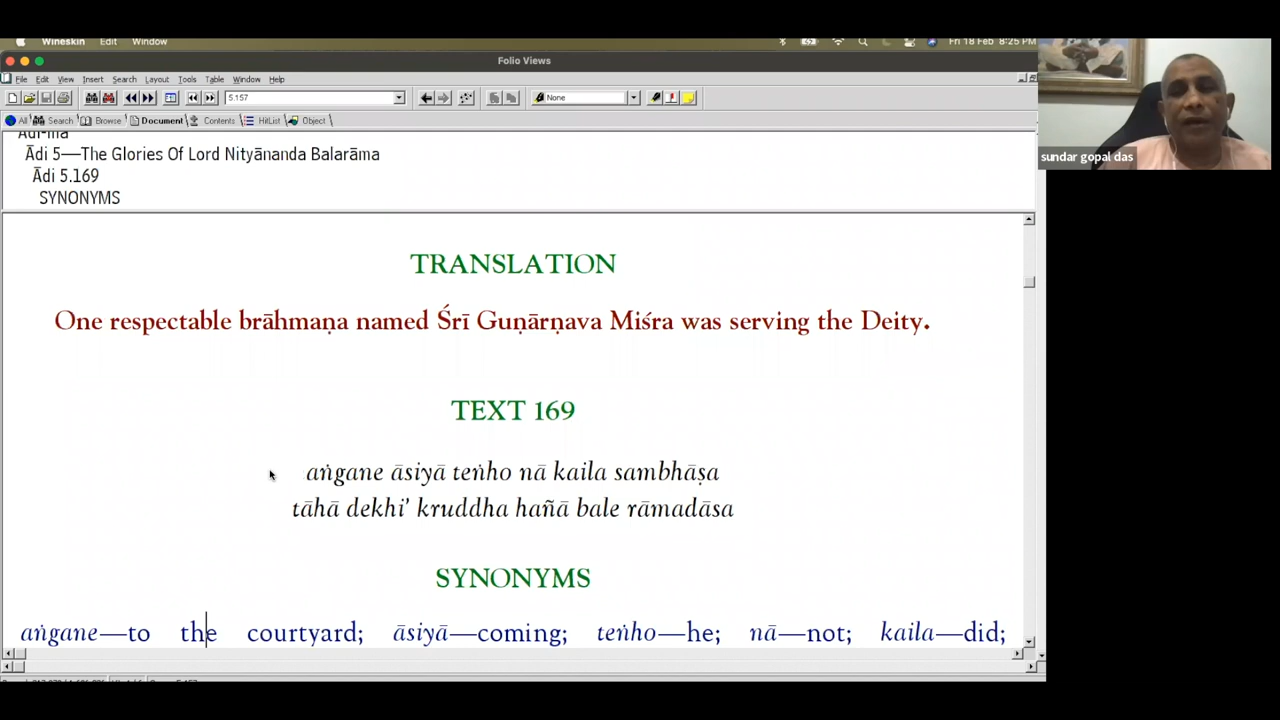 Wineskin Edit Window Fri 18 Feb 8:25 PM
Folio Views
File Edit View Insert Search Layout Tools Table Window Help
5.157 None
All Search Browse Document Contents HitList Object
Ādi 5—The Glories Of Lord Nityānanda Balarāma
Ādi 5.169
SYNONYMS
sundar gopal das
TRANSLATION
One respectable brāhmaṇa named Śrī Guṇārṇava Miśra was serving the Deity.
TEXT 169
aṅgane āsiyā teṅho nā kaila sambhāṣa
tāhā dekhi’ kruddha hañā bale rāmadāsa
SYNONYMS
aṅgane—to the courtyard; āsiyā—coming; teṅho—he; nā—not; kaila—did;